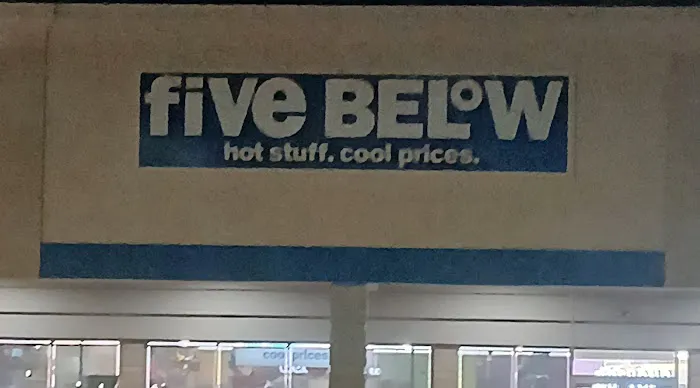 five BELOW
hot stuff. cool prices.
cool prices